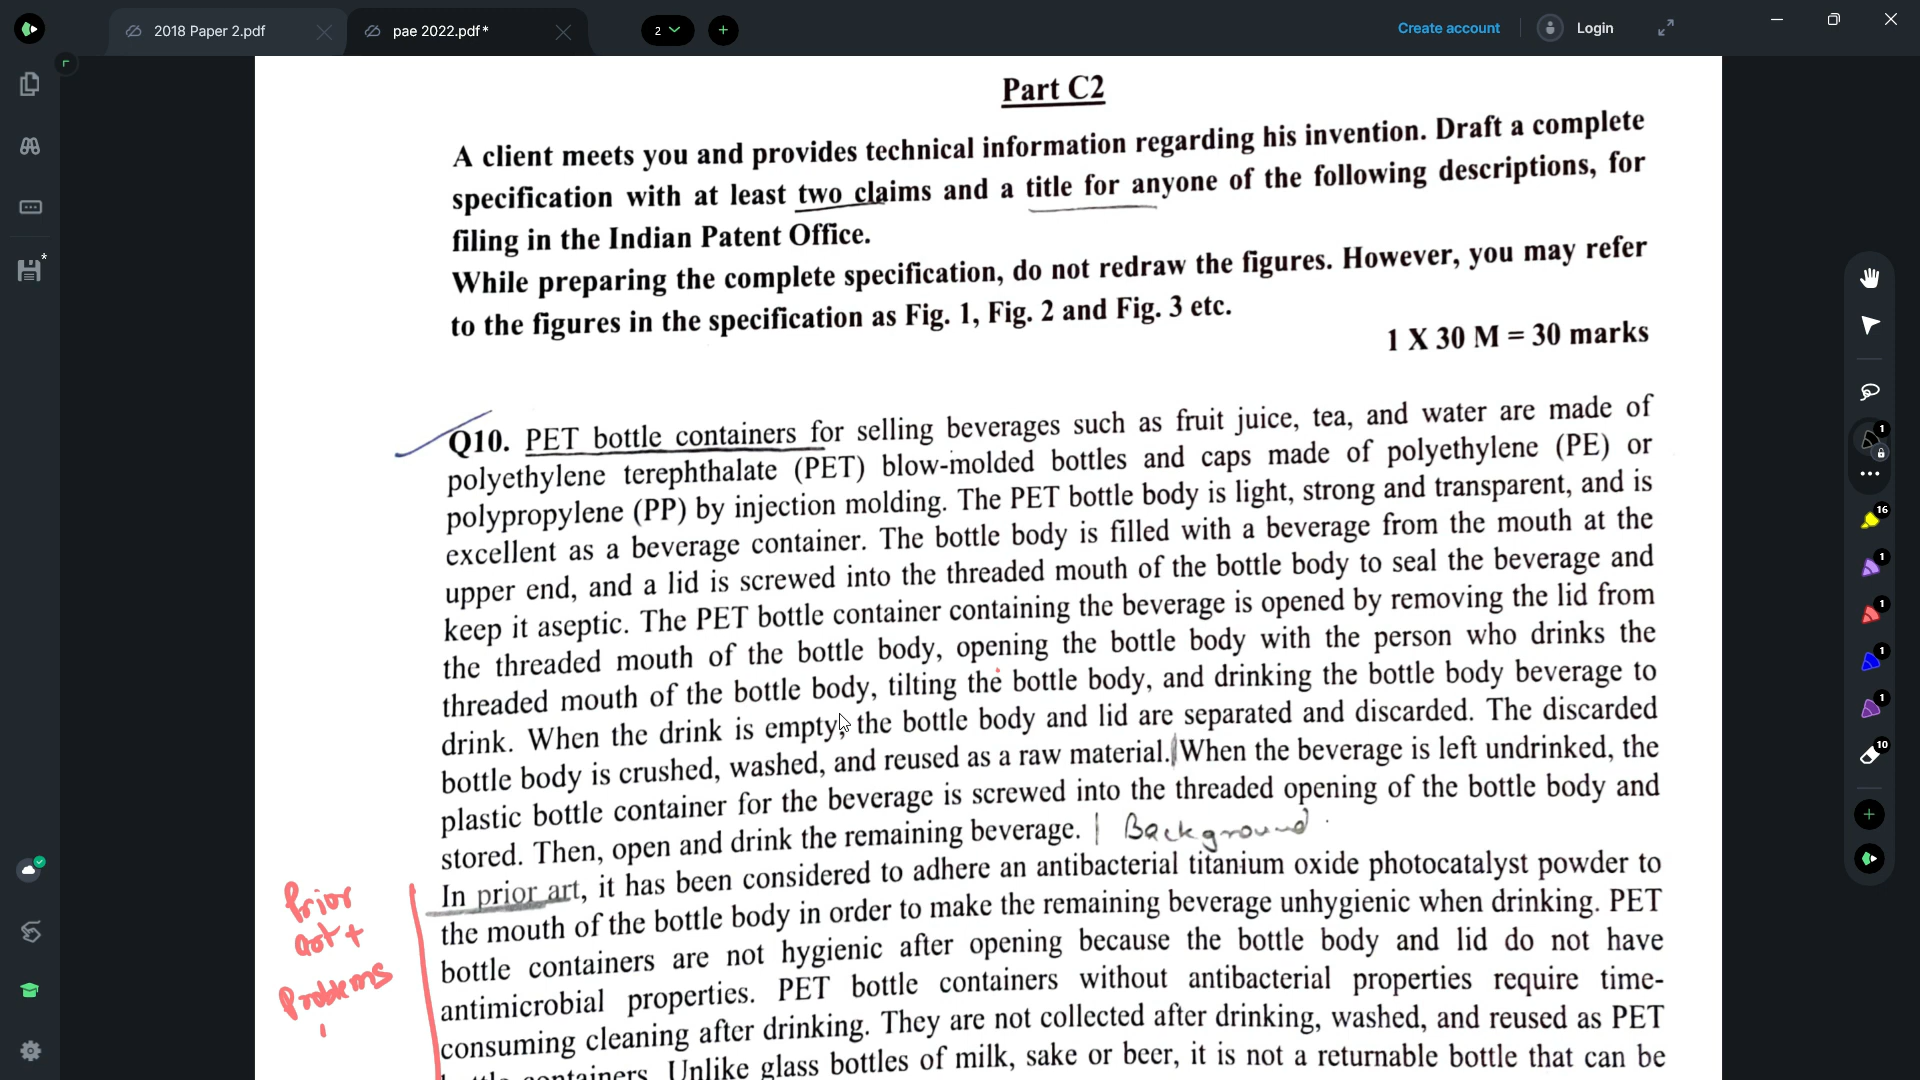 2018 Paper 2.pdf
pae 2022.pdf*
2
Create account
Login
Part C2
A client meets you and provides technical information regarding his invention. Draft a complete
specification with at least two claims and a title for anyone of the following descriptions, for
filing in the Indian Patent Office.
While preparing the complete specification, do not redraw the figures. However, you may refer
to the figures in the specification as Fig. 1, Fig. 2 and Fig. 3 etc.
1 X 30 M = 30 marks
Q10. PET bottle containers for selling beverages such as fruit juice, tea, and water are made of
polyethylene terephthalate (PET) blow-molded bottles and caps made of polyethylene (PE) or
polypropylene (PP) by injection molding. The PET bottle body is light, strong and transparent, and is
excellent as a beverage container. The bottle body is filled with a beverage from the mouth at the
upper end, and a lid is screwed into the threaded mouth of the bottle body to seal the beverage and
keep it aseptic. The PET bottle container containing the beverage is opened by removing the lid from
the threaded mouth of the bottle body, opening the bottle body with the person who drinks the
threaded mouth of the bottle body, tilting the bottle body, and drinking the bottle body beverage to
drink. When the drink is empty, the bottle body and lid are separated and discarded. The discarded
bottle body is crushed, washed, and reused as a raw material. When the beverage is left undrinked, the
plastic bottle container for the beverage is screwed into the threaded opening of the bottle body and
stored. Then, open and drink the remaining beverage. Background
In prior art, it has been considered to adhere an antibacterial titanium oxide photocatalyst powder to
the mouth of the bottle body in order to make the remaining beverage unhygienic when drinking. PET
bottle containers are not hygienic after opening because the bottle body and lid do not have
antimicrobial properties. PET bottle containers without antibacterial properties require time-
consuming cleaning after drinking. They are not collected after drinking, washed, and reused as PET
containers. Unlike glass bottles of milk, sake or beer, it is not a returnable bottle that can be
Prior
art +
Problems
1
16
1
1
1
1
10